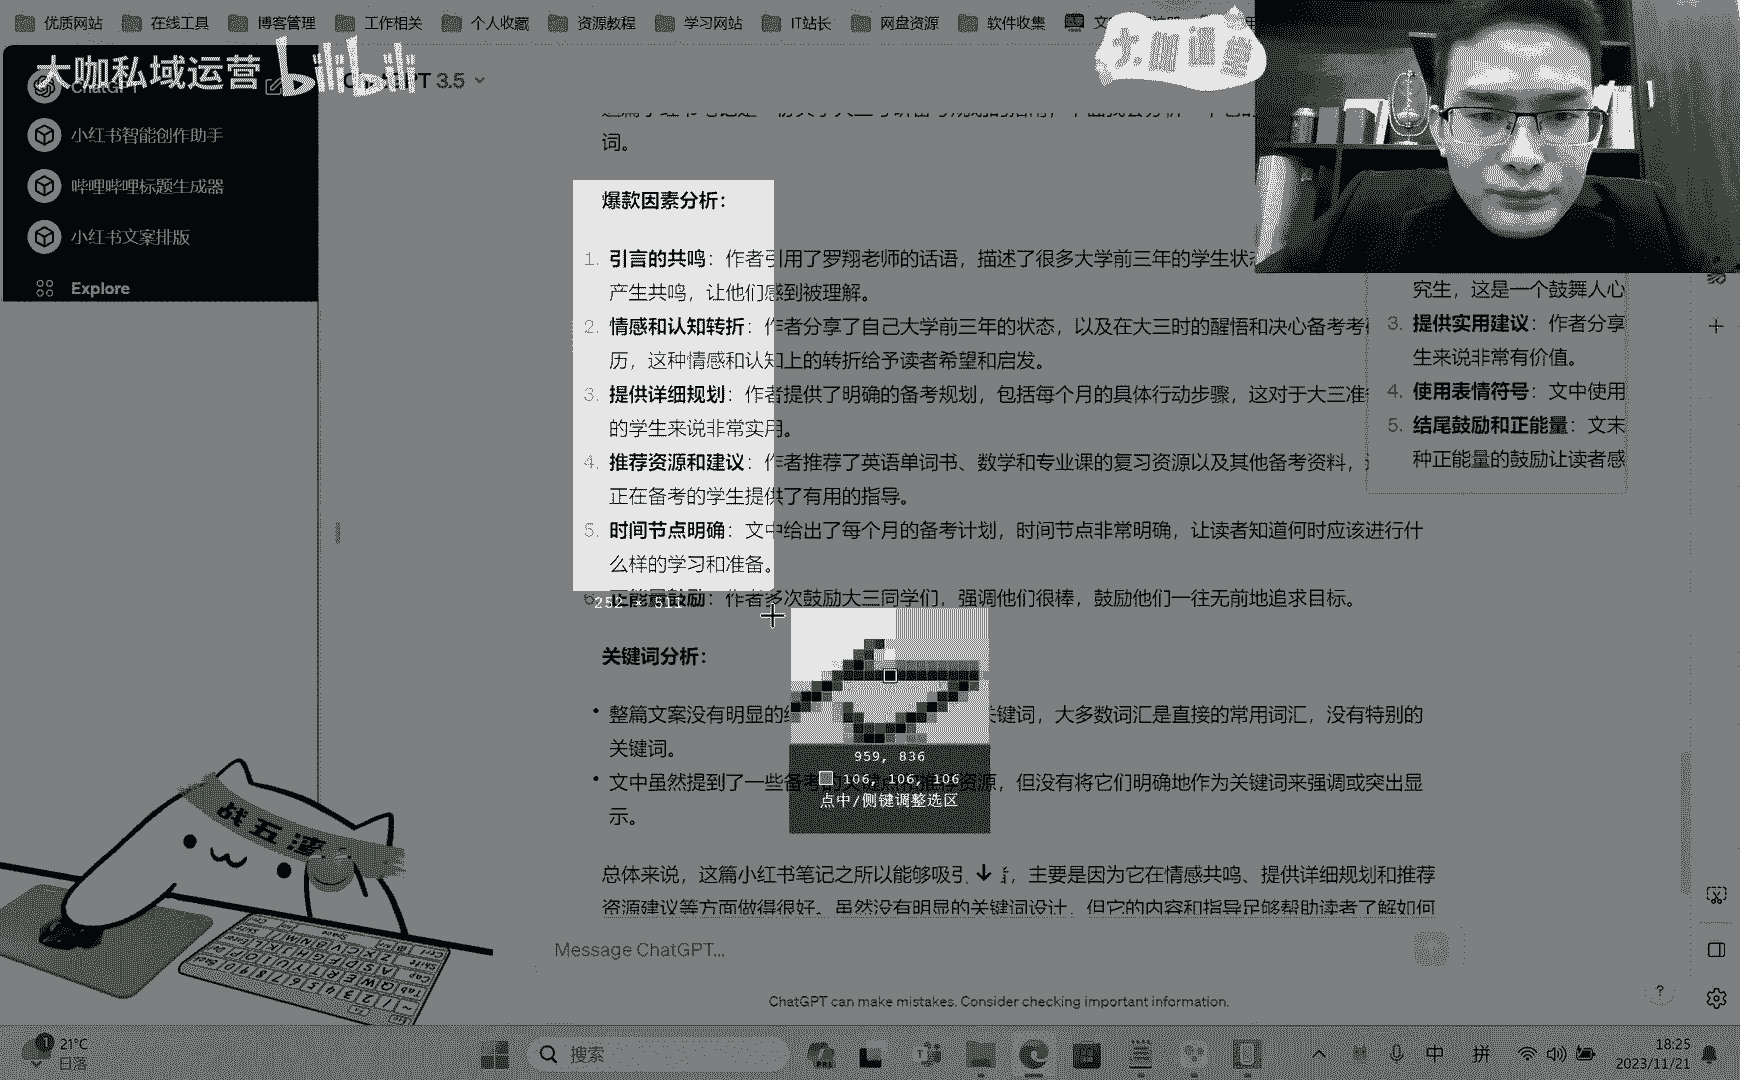 优质网站 在线工具 博客管理 工作相关 个人收藏 资源教程 学习网站 IT站长 网盘资源 软件收集
大咖私域运营 bilibili
大咖课堂
ChatGPT
3.5
小红书智能创作助手
哔哩哔哩标题生成器
小红书文案排版
Explore
词。
爆款因素分析：
1. 引言的共鸣：作者引用了罗翔老师的话语，描述了很多大学前三年的学生状
产生共鸣，让他们感到被理解。
2. 情感和认知转折：作者分享了自己大学前三年的状态，以及在大三时的醒悟和决心备考考
历，这种情感和认知上的转折给予读者希望和启发。
3. 提供详细规划：作者提供了明确的备考规划，包括每个月的具体行动步骤，这对于大三准
的学生来说非常实用。
4. 推荐资源和建议：作者推荐了英语单词书、数学和专业课的复习资源以及其他备考资料，
正在备考的学生提供了有用的指导。
5. 时间节点明确：文中给出了每个月的备考计划，时间节点非常明确，让读者知道何时应该进行什
么样的学习和准备。
6. 正能量鼓励：作者多次鼓励大三同学们，强调他们很棒，鼓励他们一往无前地追求目标。
252 × 511
关键词分析：
• 整篇文案没有明显的 关键词，大多数词汇是直接的常用词汇，没有特别的
关键词。
• 文中虽然提到了一些备考的关键点和推荐资源，但没有将它们明确地作为关键词来强调或突出显
示。
959, 836
106, 106, 106
点中/侧键调整选区
总体来说，这篇小红书笔记之所以能够吸引 ，主要是因为它在情感共鸣、提供详细规划和推荐
资源建议等方面做得很好。虽然没有明显的关键词设计，但它的内容和指导足够帮助读者了解如何
究生，这是一个鼓舞人心
3. 提供实用建议：作者分享
生来说非常有价值。
4. 使用表情符号：文中使用
5. 结尾鼓励和正能量：文末
种正能量的鼓励让读者感
战五渣
Message ChatGPT...
ChatGPT can make mistakes. Consider checking important information.
?
1
21°C
日落
搜索
中 拼
18:25
2023/11/21